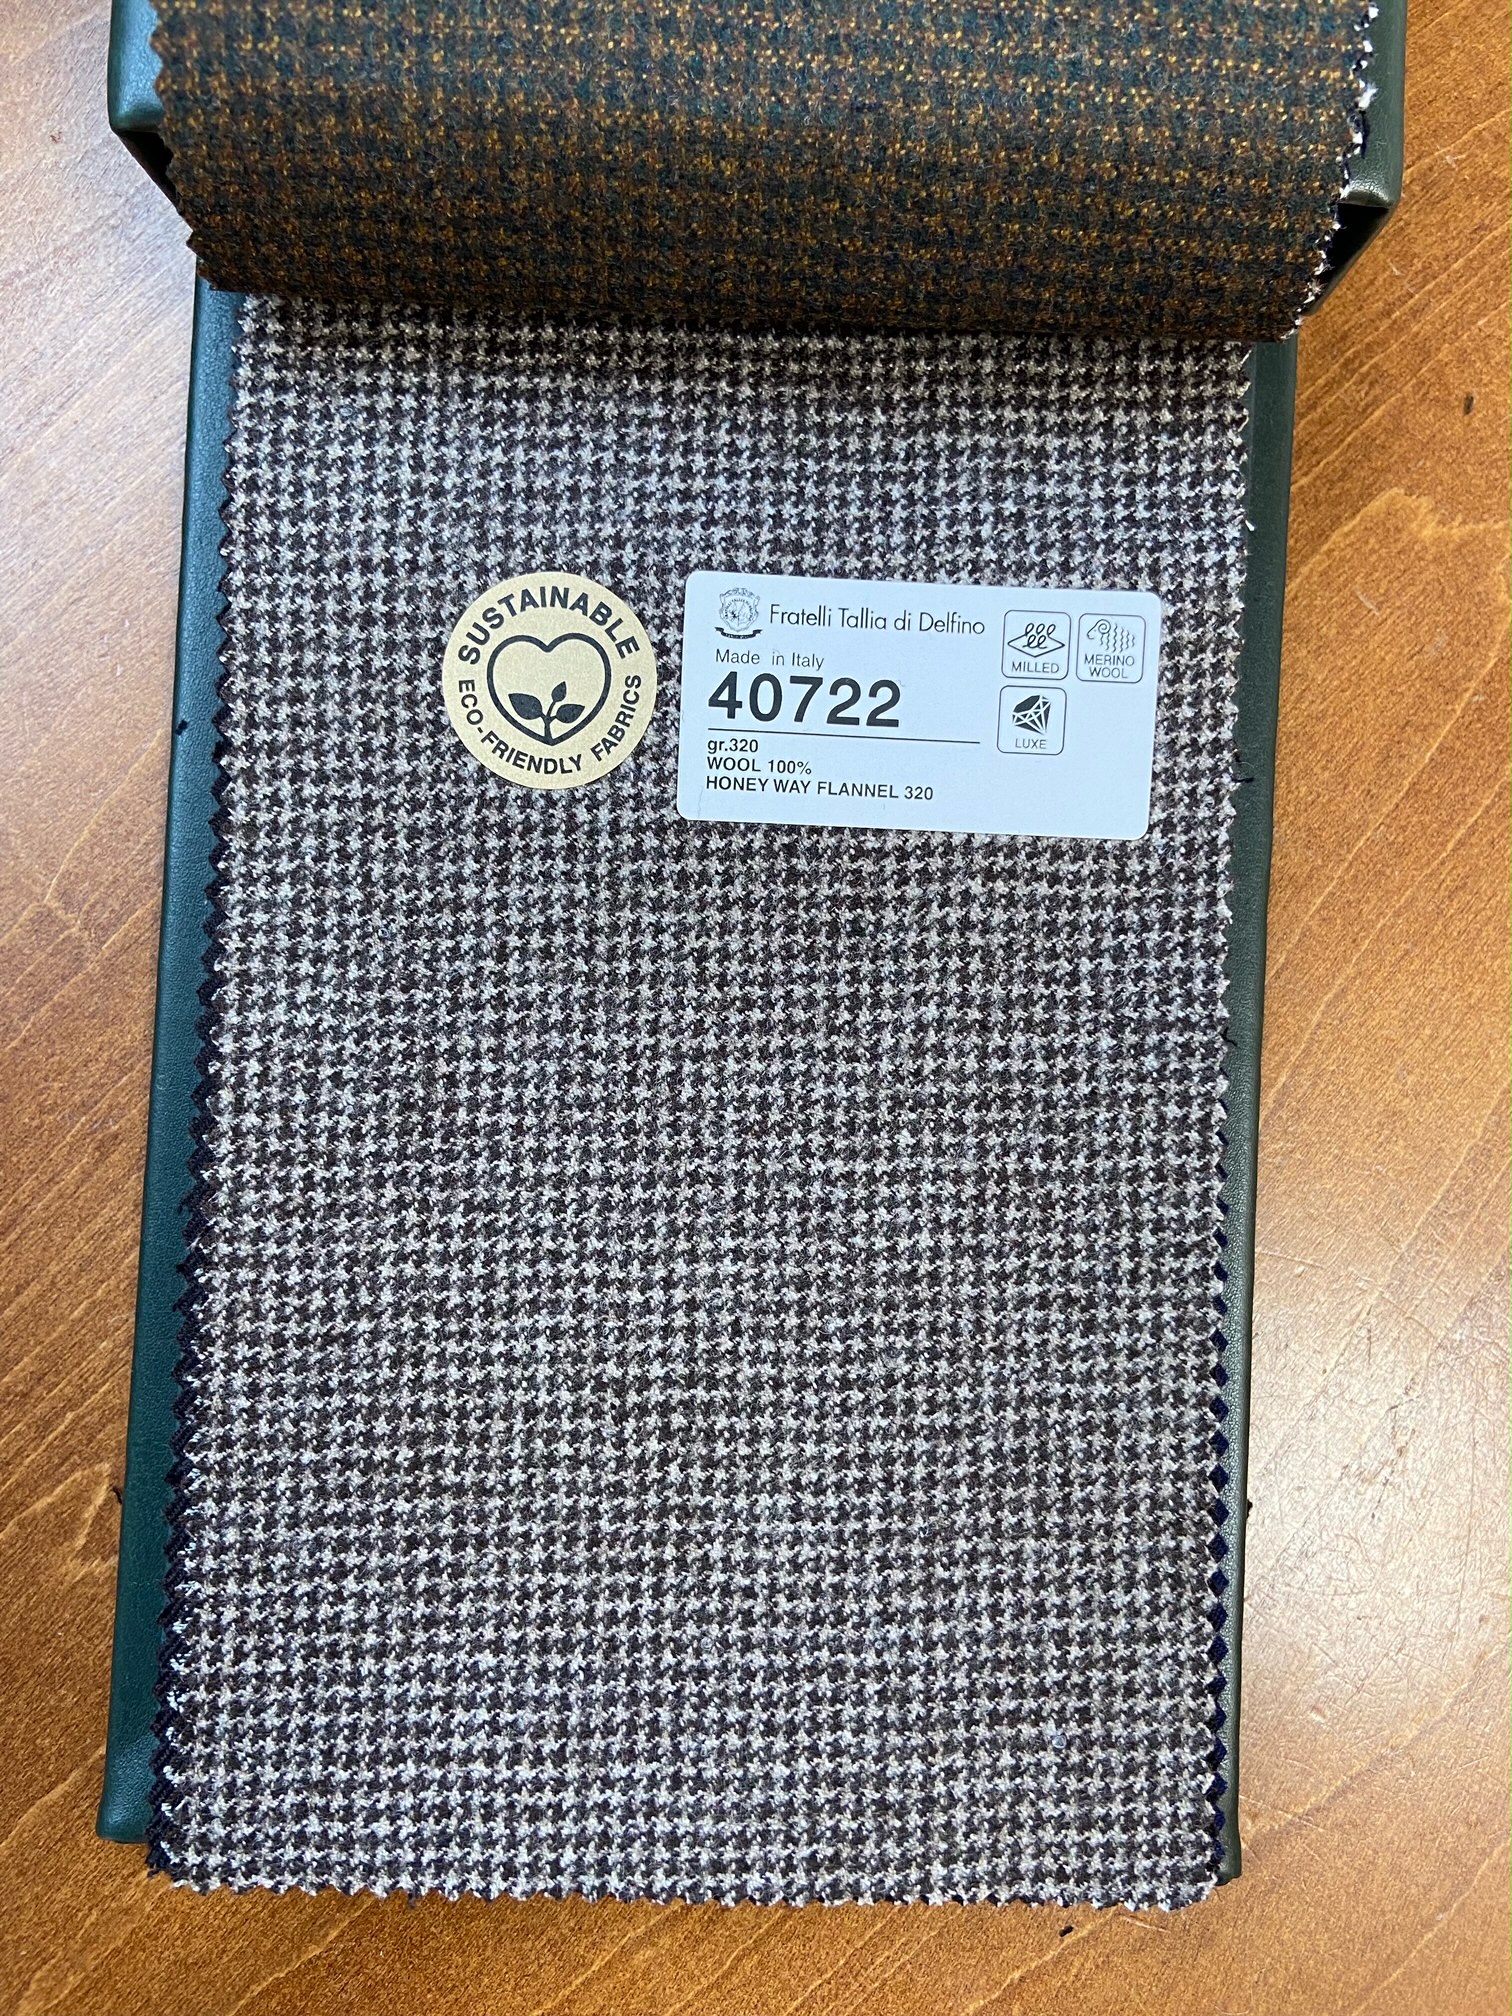 SUSTAINABLE
ECO-FRIENDLY FABRICS
Fratelli Tallia di Delfino
Made in Italy
40722
gr.320
WOOL 100%
HONEY WAY FLANNEL 320
MILLED
MERINO
WOOL
LUXE